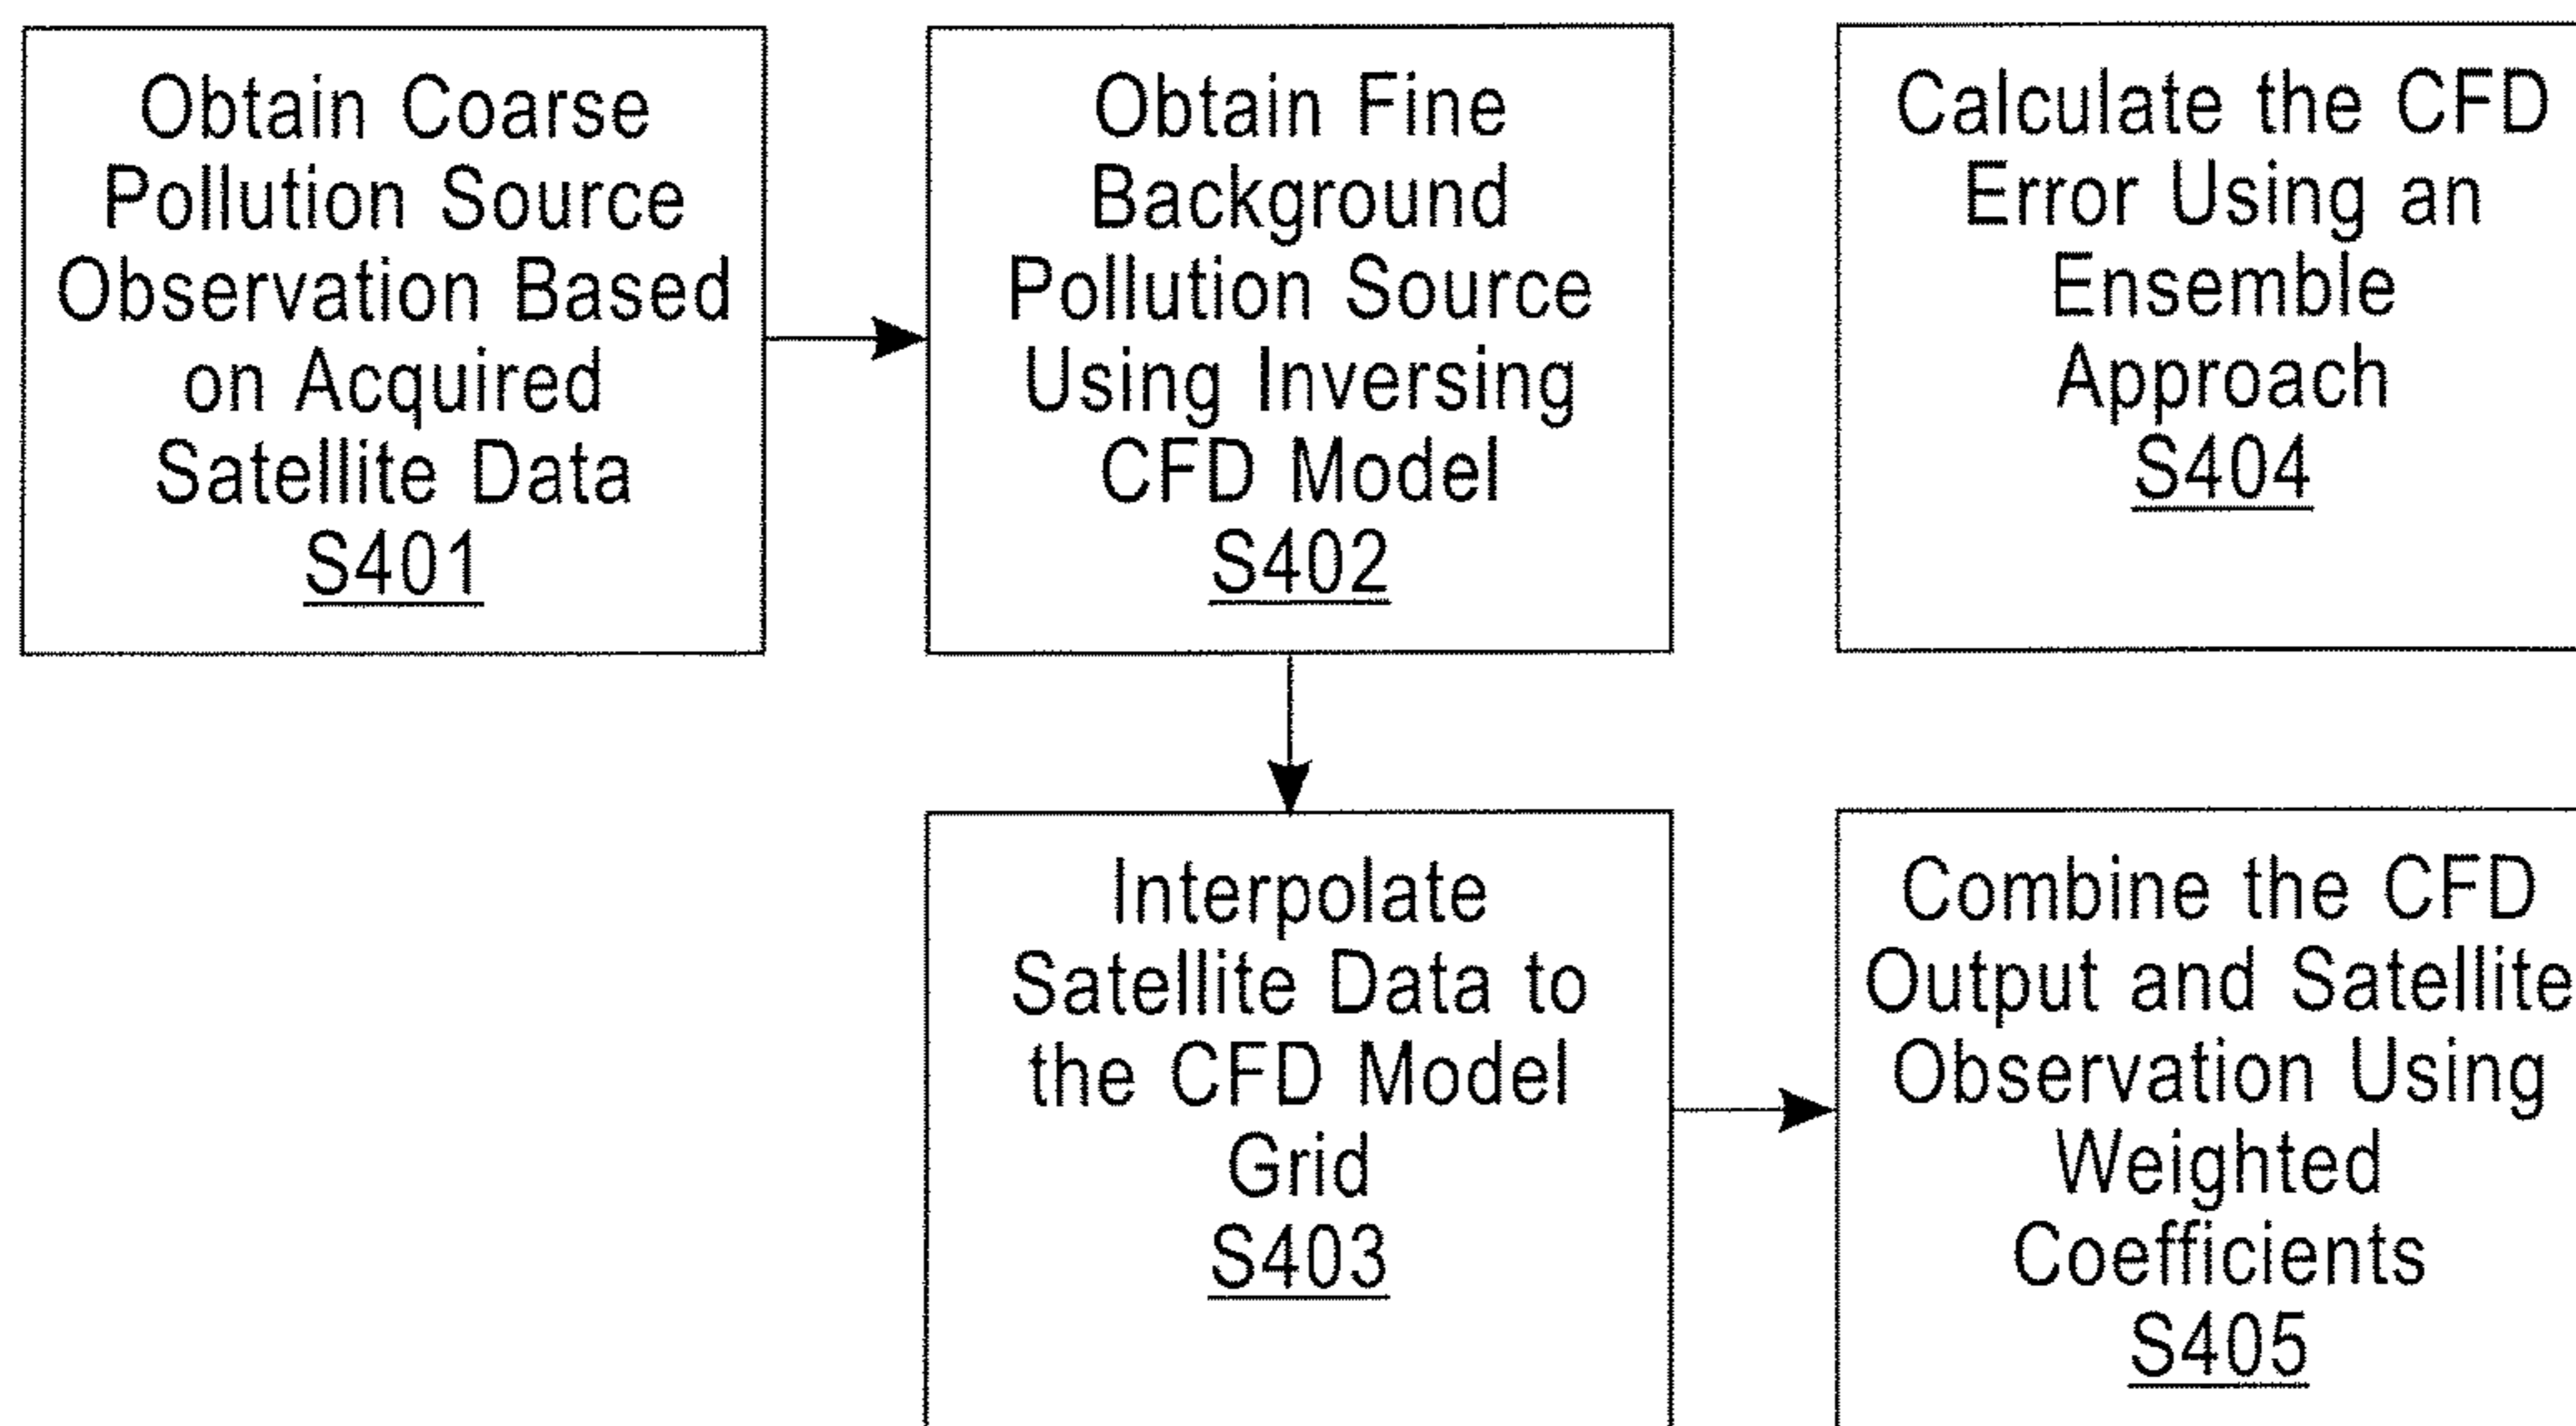 Obtain Coarse
Pollution Source
Observation Based
on Acquired
Satellite Data
S401
Obtain Fine
Background
Pollution Source
Using Inversing
CFD Model
S402
Calculate the CFD
Error Using an
Ensemble
Approach
S404
Interpolate
Satellite Data to
the CFD Model
Grid
S403
Combine the CFD
Output and Satellite
Observation Using
Weighted
Coefficients
S405